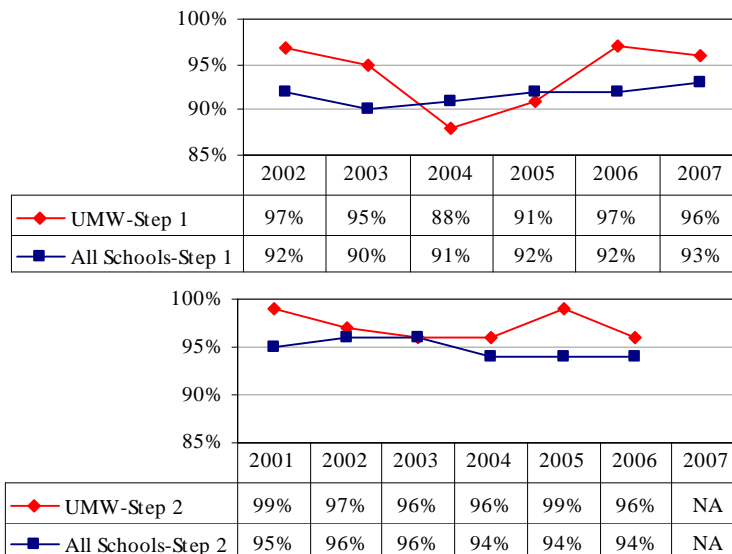 100%
95%
90%
85%
2002 2003 2004 2005 2006 2007
UMW-Step 1 97% 95% 88% 91% 97% 96%
All Schools-Step 1 92% 90% 91% 92% 92% 93%
100%
95%
90%
85%
2001 2002 2003 2004 2005 2006 2007
UMW-Step 2 99% 97% 96% 96% 99% 96% NA
All Schools-Step 2 95% 96% 96% 94% 94% 94% NA